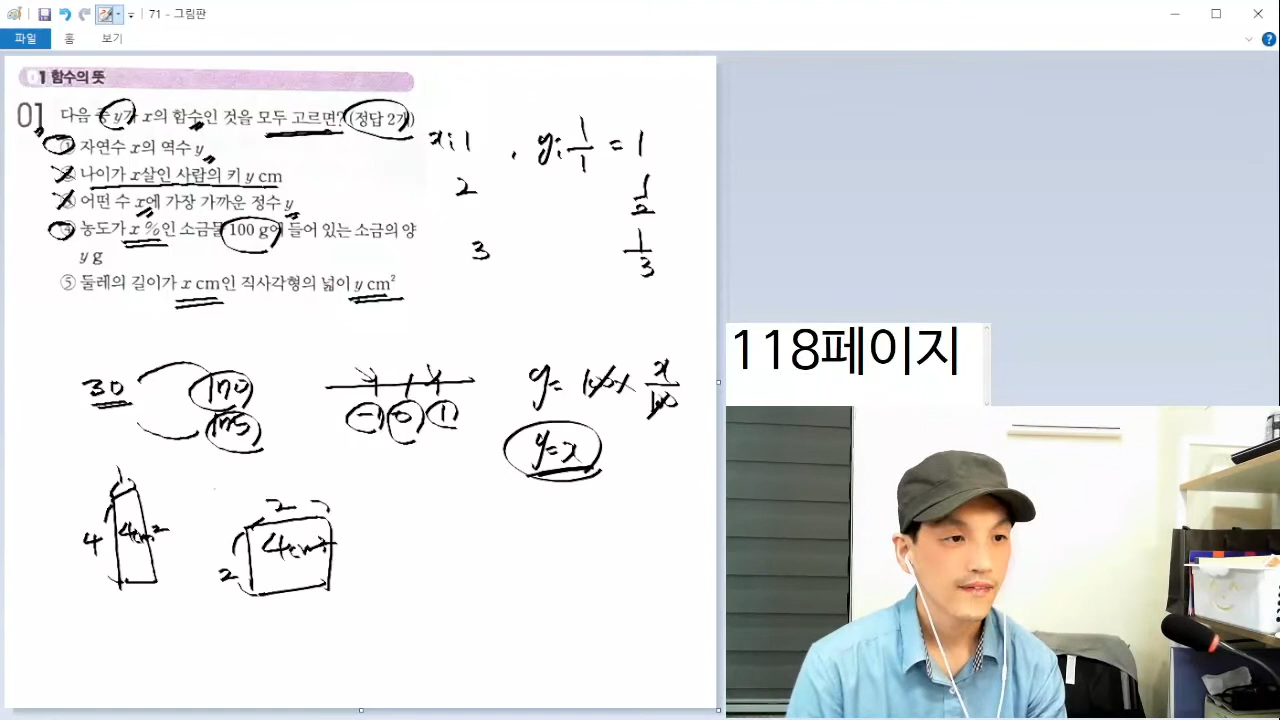 71 - 그림판
파일 홈 보기
01 함수의 뜻
01 다음 중 y가 x의 함수인 것을 모두 고르면? (정답 2개)
① 자연수 x의 역수 y
② 나이가 x살인 사람의 키 y cm
③ 어떤 수 x에 가장 가까운 정수 y
④ 농도가 x %인 소금물 100 g에 들어 있는 소금의 양
y g
⑤ 둘레의 길이가 x cm인 직사각형의 넓이 y cm²
x : 1 , y : 1/1 = 1
2 1/2
3 1/3
118페이지
30 170
175
-1 0 1
y = 100 × x/100
y = x
1
4 4cm²
2
2 4cm²